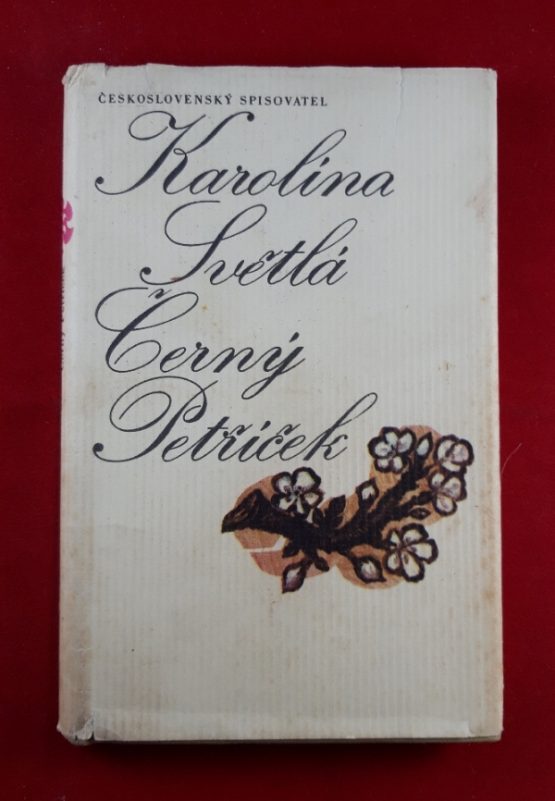 ČESKOSLOVENSKÝ SPISOVATEL
Karolina
Světlá
Černý
Petříček